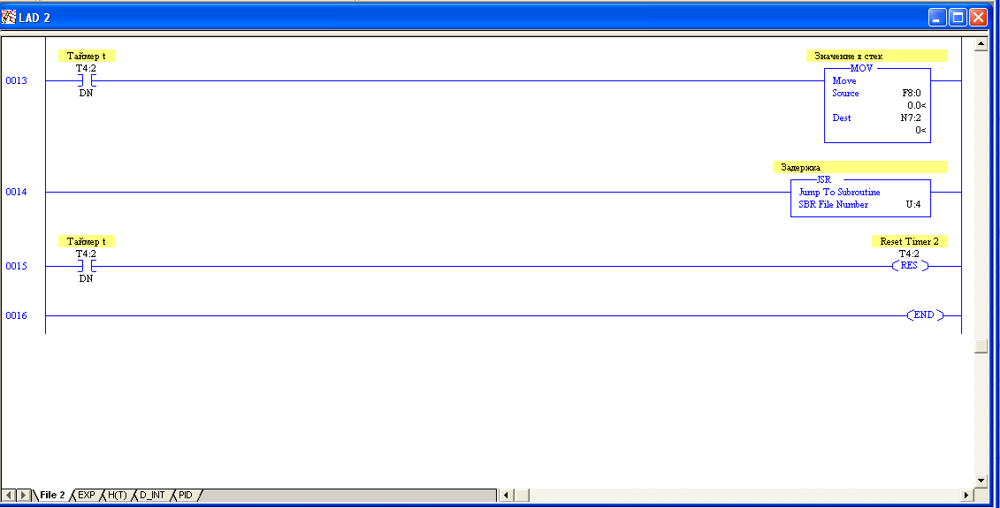 LAD 2
Таймер t
T4:2
DN
0013
Значение в стек
MOV
Move
Source F8:0
0.0<
Dest N7:2
0<
0014
Задержка
JSR
Jump To Subroutine
SBR File Number U:4
Таймер t
T4:2
DN
0015
Reset Timer 2
T4:2
RES
0016
END
File 2 EXP H(T) D_INT PID